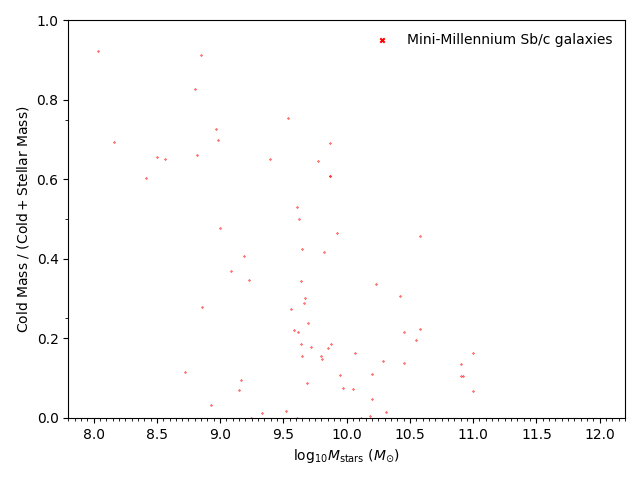 1.0
Mini-Millennium Sb/c galaxies
0.8
0.6
0.4
0.2
0.0
Cold Mass / (Cold + Stellar Mass)
8.0 8.5 9.0 9.5 10.0 10.5 11.0 11.5 12.0
log₁₀M_stars (M_⊙)